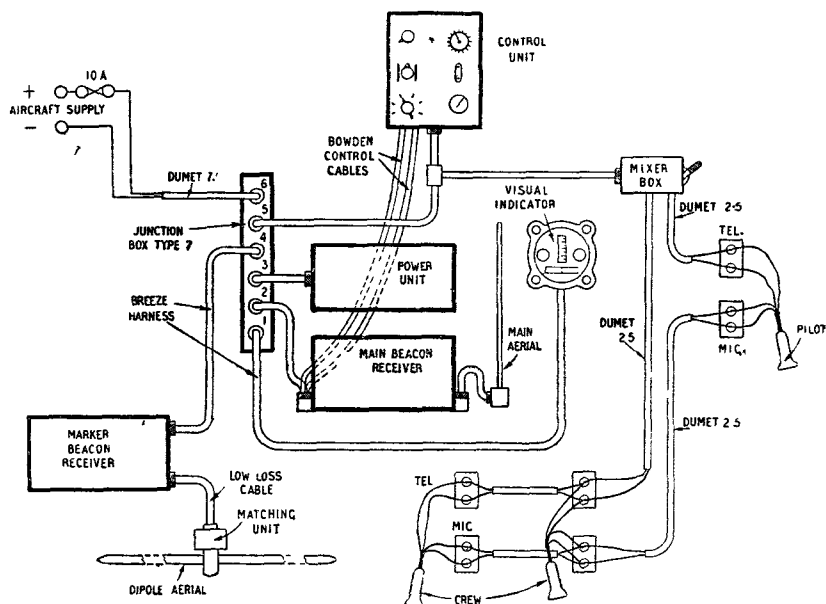 CONTROL
UNIT
10 A
+
AIRCRAFT SUPPLY
−
BOWDEN
CONTROL
CABLES
DUMET 7.
6
5
4
3
2
1
JUNCTION
BOX TYPE 7
VISUAL
INDICATOR
MIXER
BOX
DUMET 2·5
TEL.
POWER
UNIT
BREEZE
HARNESS
MAIN BEACON
RECEIVER
MAIN
AERIAL
DUMET
2·5
MIC.
PILOT
MARKER
BEACON
RECEIVER
DUMET 2·5
LOW LOSS
CABLE
MATCHING
UNIT
DIPOLE AERIAL
TEL
MIC
CREW